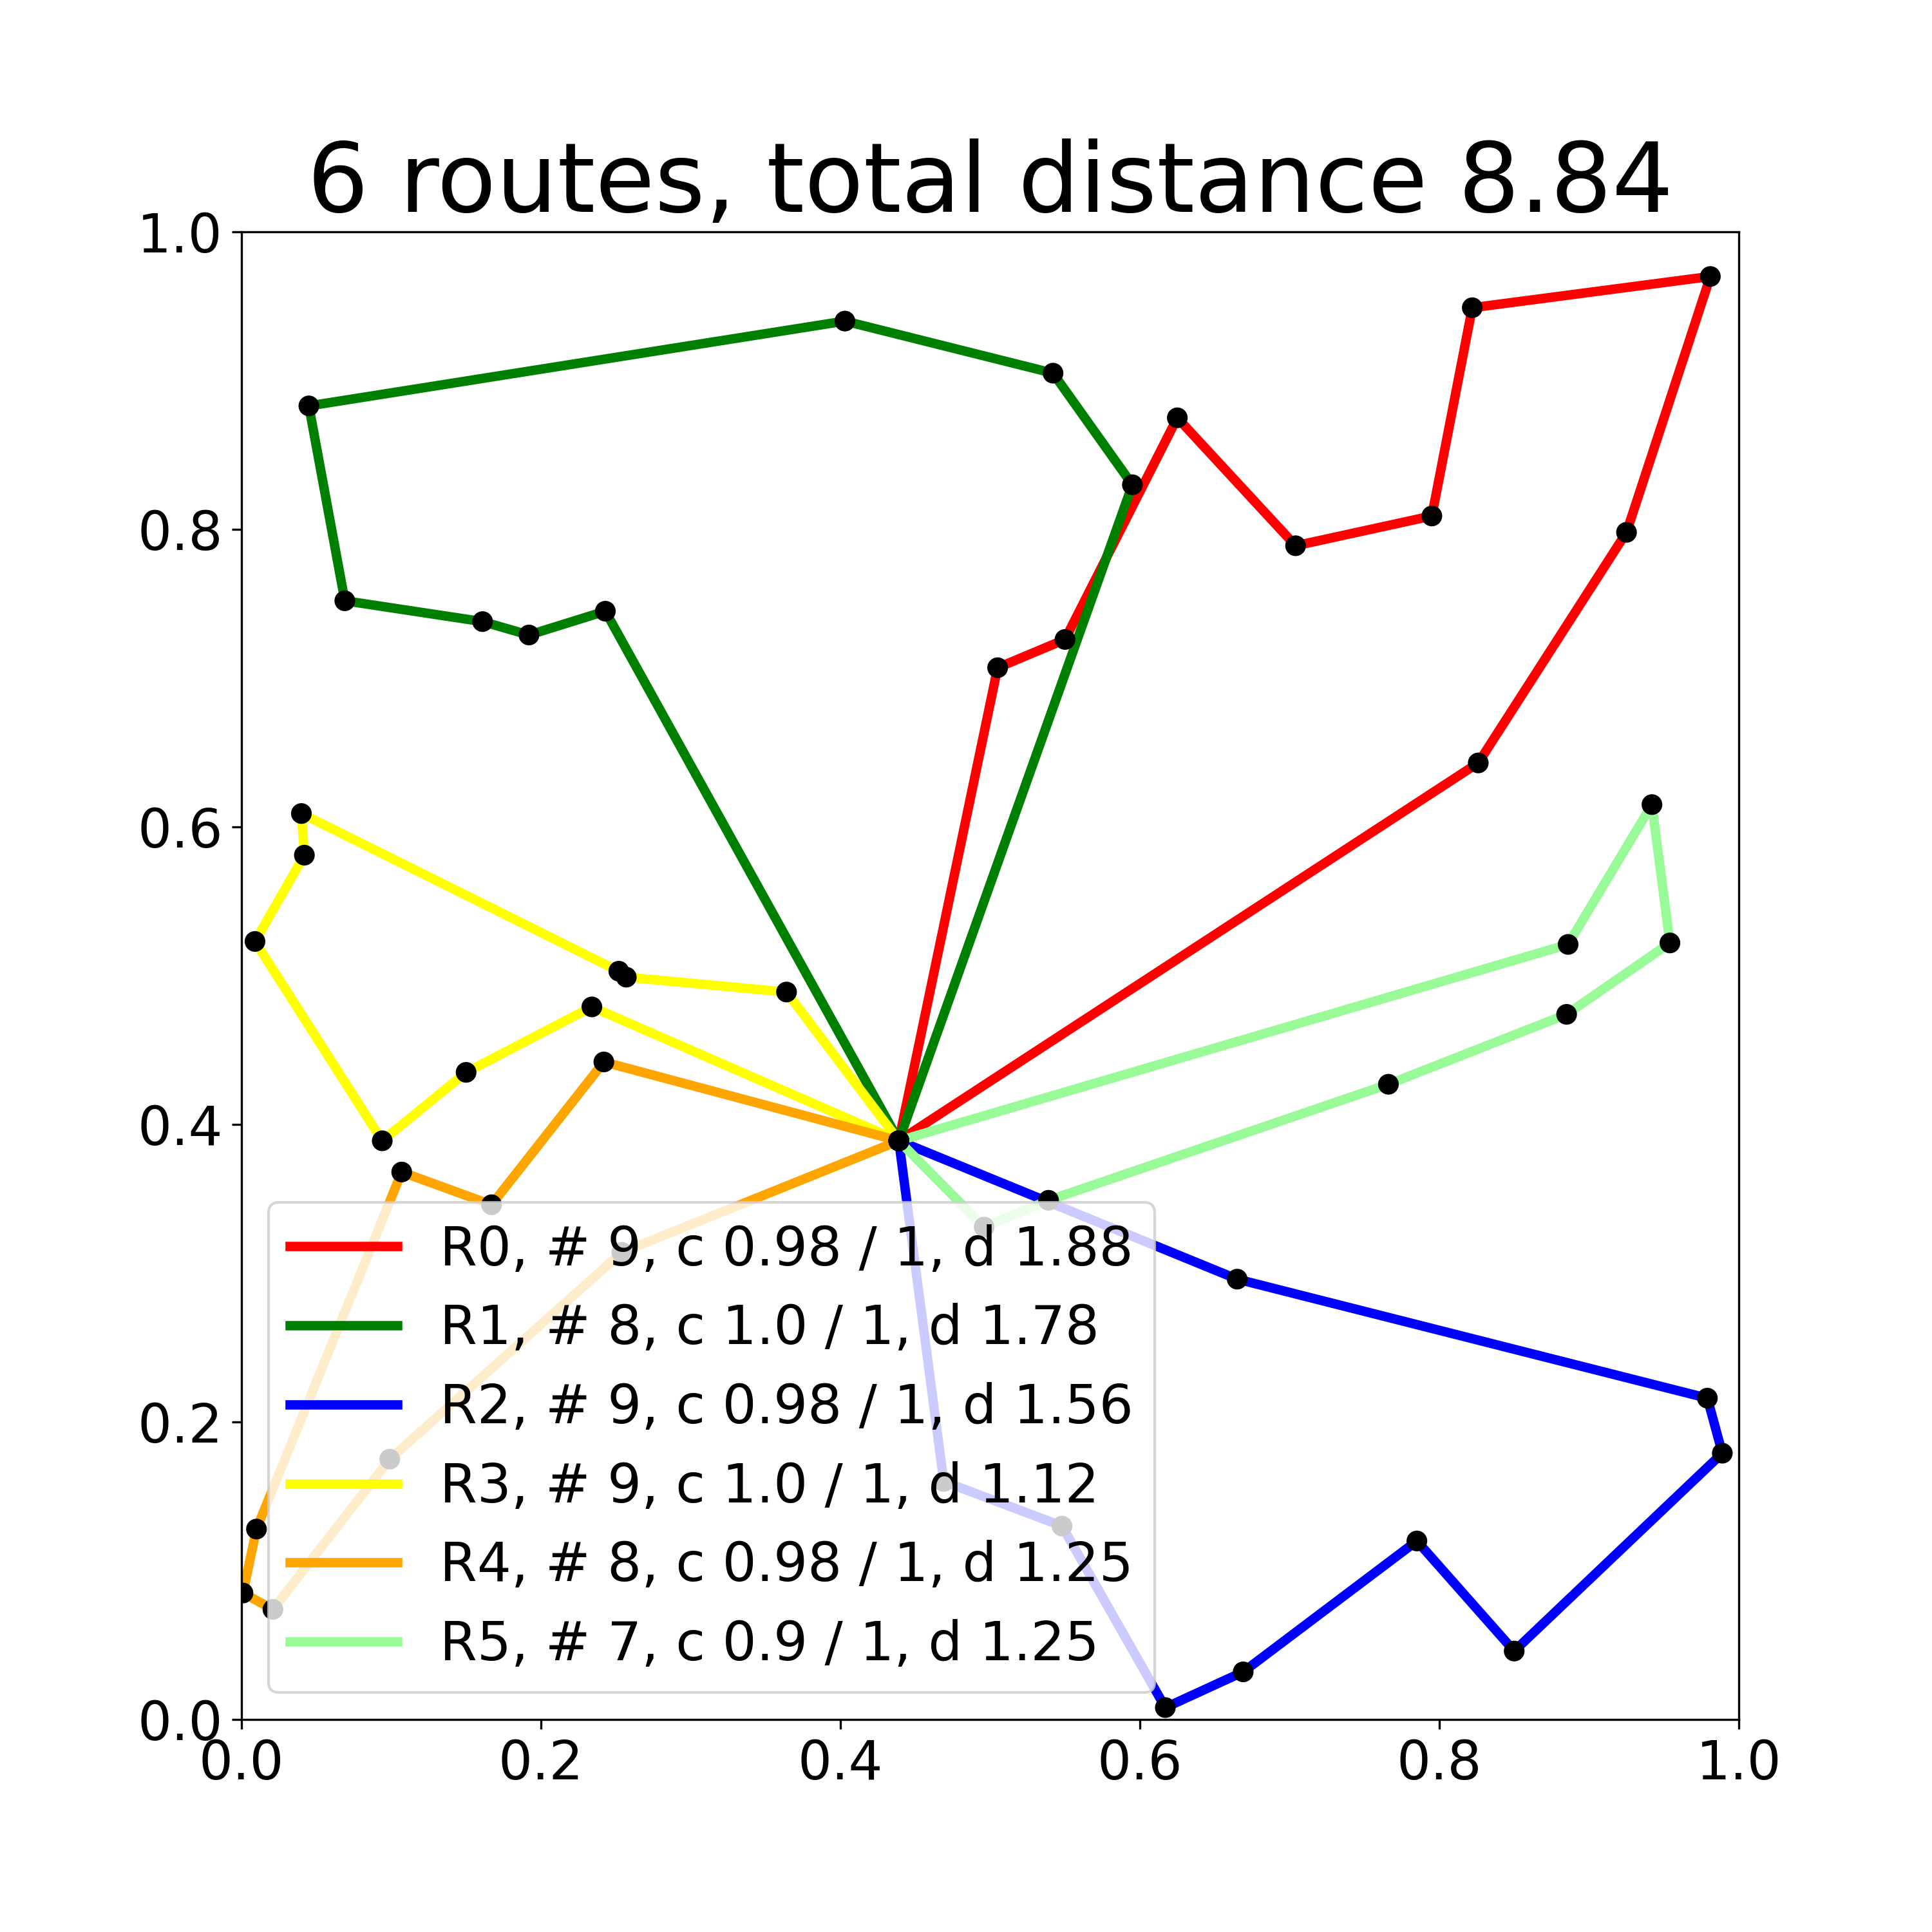 6 routes, total distance 8.84
1.0
0.8
0.6
0.4
0.2
0.0
R0, # 9, c 0.98 / 1, d 1.88
R1, # 8, c 1.0 / 1, d 1.78
R2, # 9, c 0.98 / 1, d 1.56
R3, # 9, c 1.0 / 1, d 1.12
R4, # 8, c 0.98 / 1, d 1.25
R5, # 7, c 0.9 / 1, d 1.25
0.0 0.2 0.4 0.6 0.8 1.0